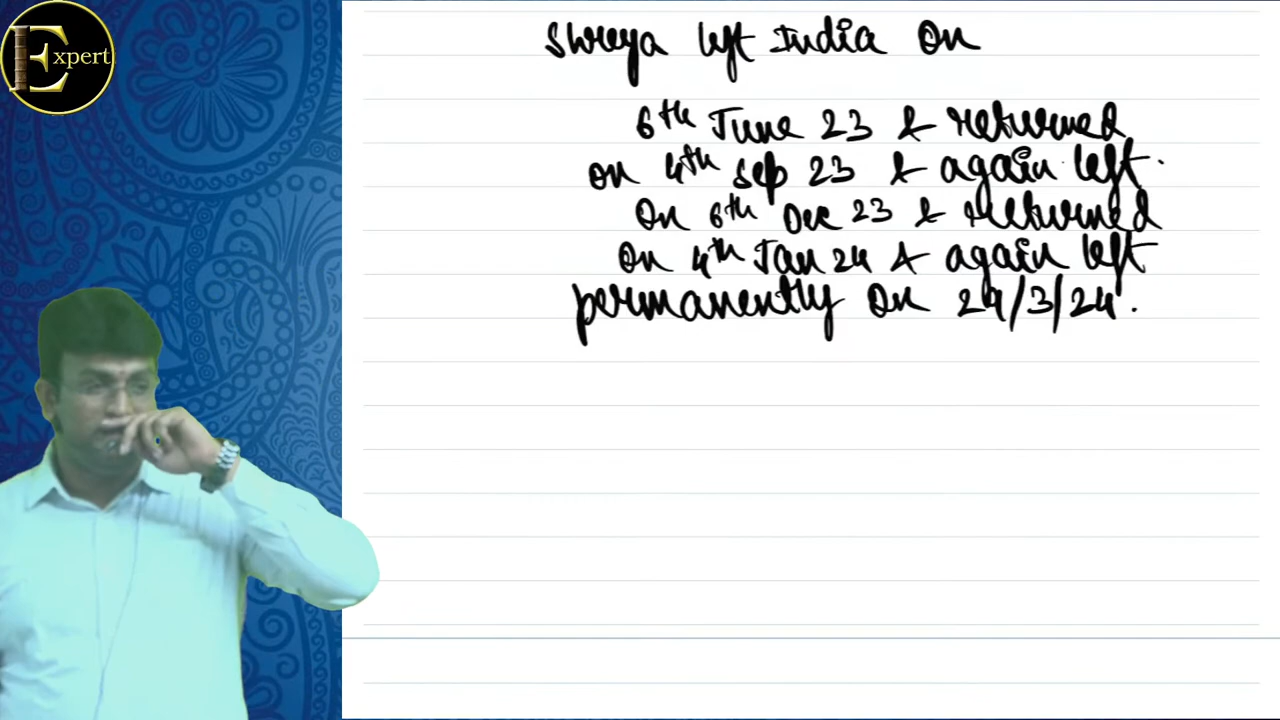 Expert
Shreya left India on
6th June 23 & returned
on 4th Sep 23 & again left.
On 6th Dec 23 & returned
on 4th Jan 24 & again left
permanently on 24/3/24.